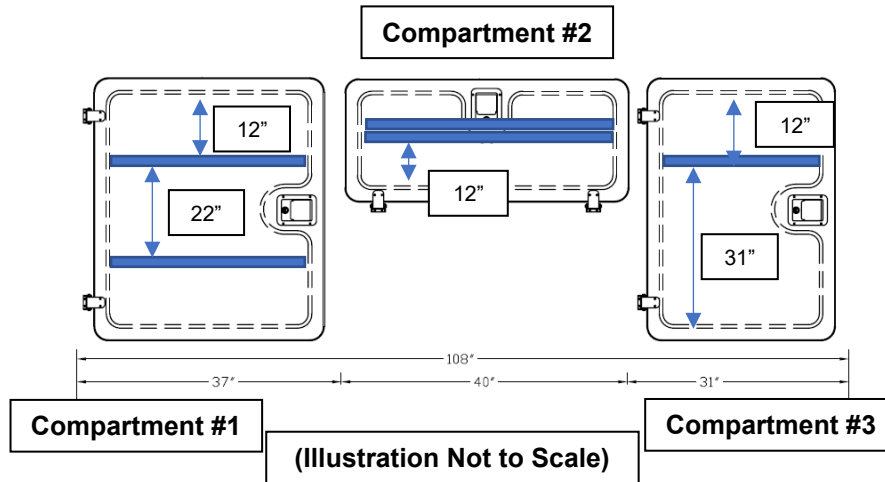 Compartment #2
12”
12”
22”
12”
31”
108″
37″
40″
31″
Compartment #1
Compartment #3
(Illustration Not to Scale)